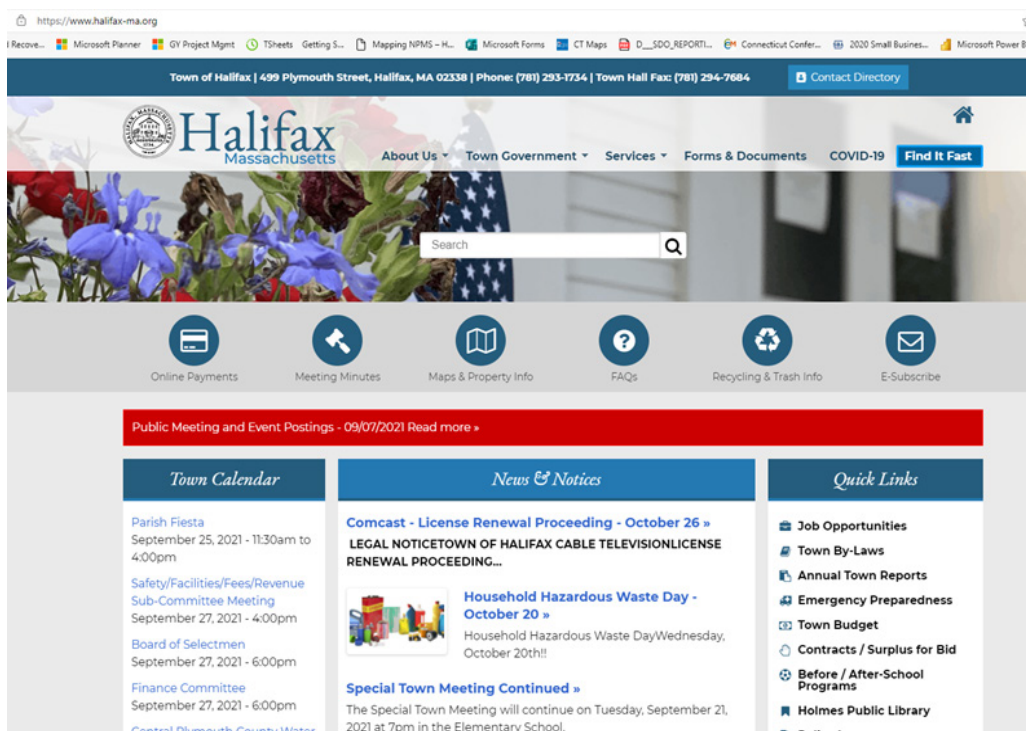 https://www.halifax-ma.org
Recove... Microsoft Planner GY Project Mgmt TSheets Getting S... Mapping NPMS – H... Microsoft Forms CT Maps D__SDO_REPORTI... Connecticut Confer... 2020 Small Busines... Microsoft Power B
Town of Halifax | 499 Plymouth Street, Halifax, MA 02338 | Phone: (781) 293-1734 | Town Hall Fax: (781) 294-7684 Contact Directory
Halifax
Massachusetts
About Us Town Government Services Forms & Documents COVID-19 Find It Fast
Search
Online Payments Meeting Minutes Maps & Property Info FAQs Recycling & Trash Info E-Subscribe
Public Meeting and Event Postings - 09/07/2021 Read more »
Town Calendar
Parish Fiesta
September 25, 2021 - 11:30am to
4:00pm
Safety/Facilities/Fees/Revenue
Sub-Committee Meeting
September 27, 2021 - 4:00pm
Board of Selectmen
September 27, 2021 - 6:00pm
Finance Committee
September 27, 2021 - 6:00pm
Central Plymouth County Water
News & Notices
Comcast - License Renewal Proceeding - October 26 »
LEGAL NOTICETOWN OF HALIFAX CABLE TELEVISIONLICENSE
RENEWAL PROCEEDING...
Household Hazardous Waste Day -
October 20 »
Household Hazardous Waste DayWednesday,
October 20th!!
Special Town Meeting Continued »
The Special Town Meeting will continue on Tuesday, September 21,
2021 at 7pm in the Elementary School.
Quick Links
Job Opportunities
Town By-Laws
Annual Town Reports
Emergency Preparedness
Town Budget
Contracts / Surplus for Bid
Before / After-School
Programs
Holmes Public Library